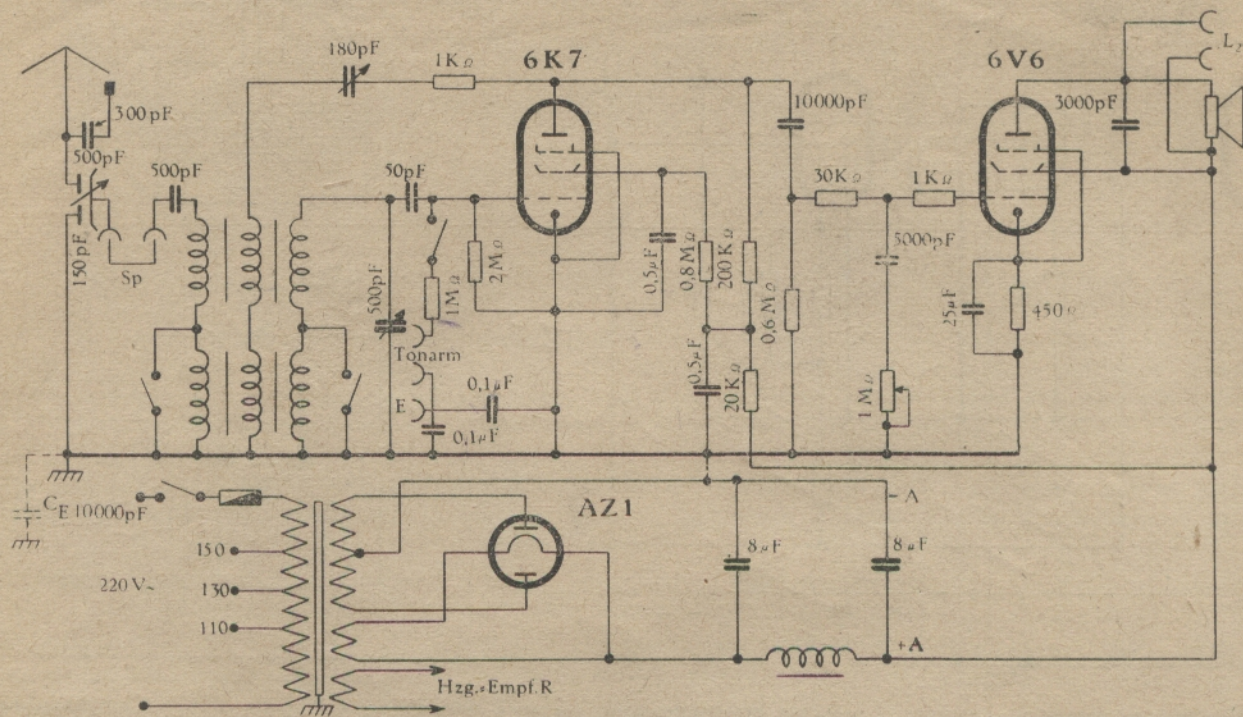 180pF
1KΩ
6K7
6V6
L₂
300pF
10000pF
3000pF
500pF
500pF
50pF
30KΩ
1KΩ
150pF
Sp
500pF
1MΩ
2MΩ
0,5µF
0,8MΩ
200KΩ
0,6MΩ
5000pF
25µF
450Ω
Tonarm
0,1µF
E
0,1µF
0,5µF
20KΩ
1MΩ
CE 10000pF
AZ1
-A
150
8µF
8µF
220V~
130
110
+A
Hzg.=Empf.R